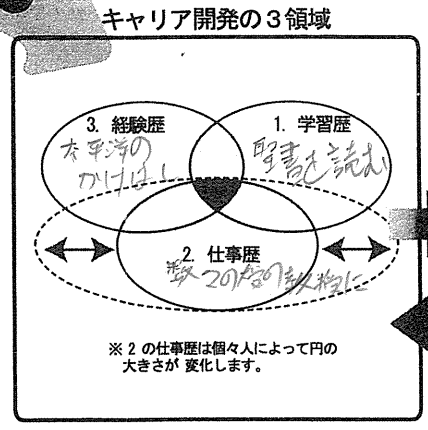 キャリア開発の3領域
3. 経験歴
太平洋の
かけはし
1. 学習歴
聖書を読む
2. 仕事歴
※ 2 の仕事歴は個々人によって円の
大きさが 変化します。